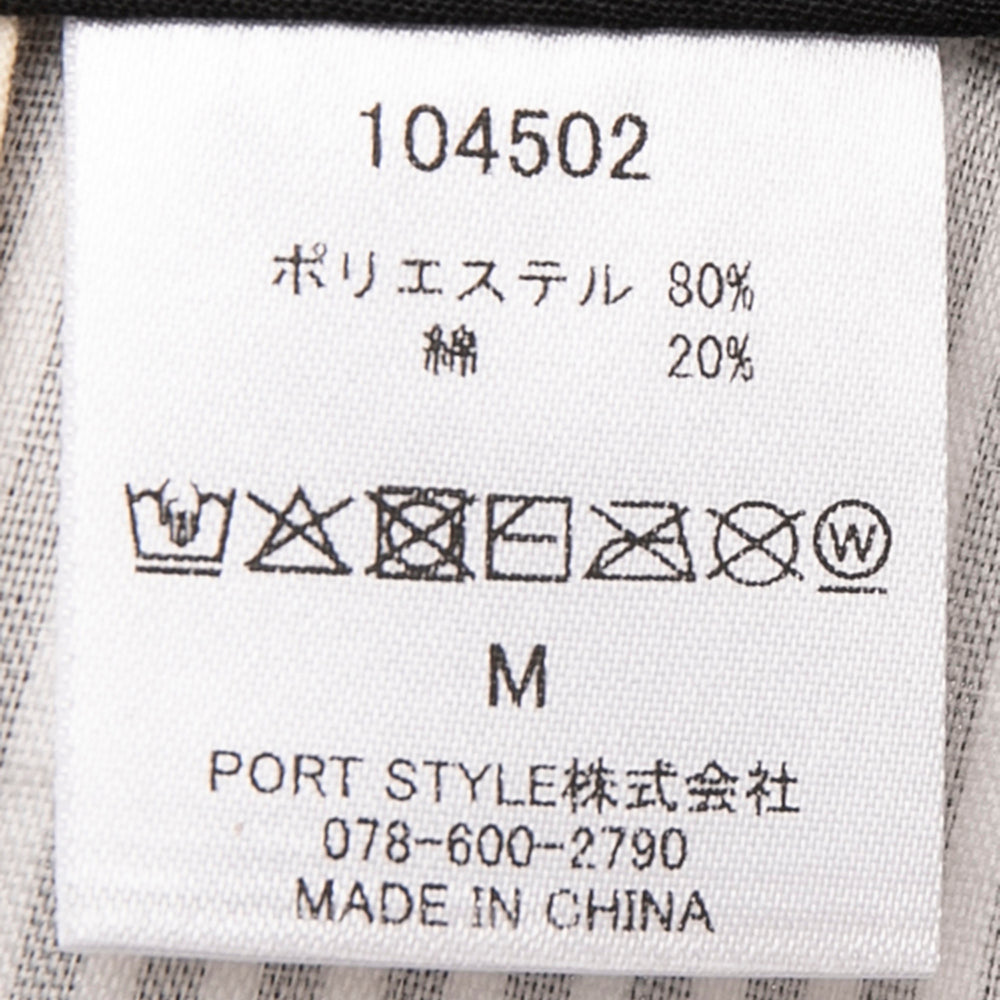 104502
ポリエステル 80%
綿 20%
W
M
PORT STYLE株式会社
078-600-2790
MADE IN CHINA